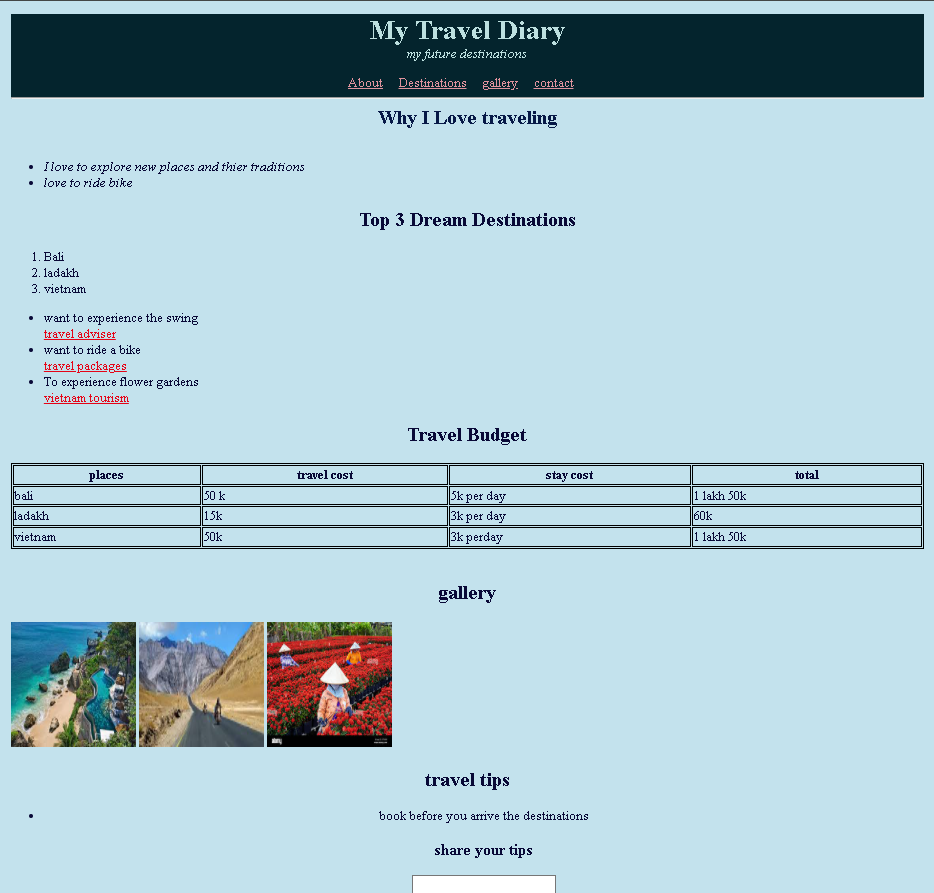 My Travel Diary
my future destinations
About Destinations gallery contact
Why I Love traveling
I love to explore new places and thier traditions
love to ride bike
Top 3 Dream Destinations
1. Bali
2. ladakh
3. vietnam
want to experience the swing
travel adviser
want to ride a bike
travel packages
To experience flower gardens
vietnam tourism
Travel Budget
places travel cost stay cost total
bali 50 k 5k per day 1 lakh 50k
ladakh 15k 3k per day 60k
vietnam 50k 3k perday 1 lakh 50k
gallery
travel tips
book before you arrive the destinations
share your tips